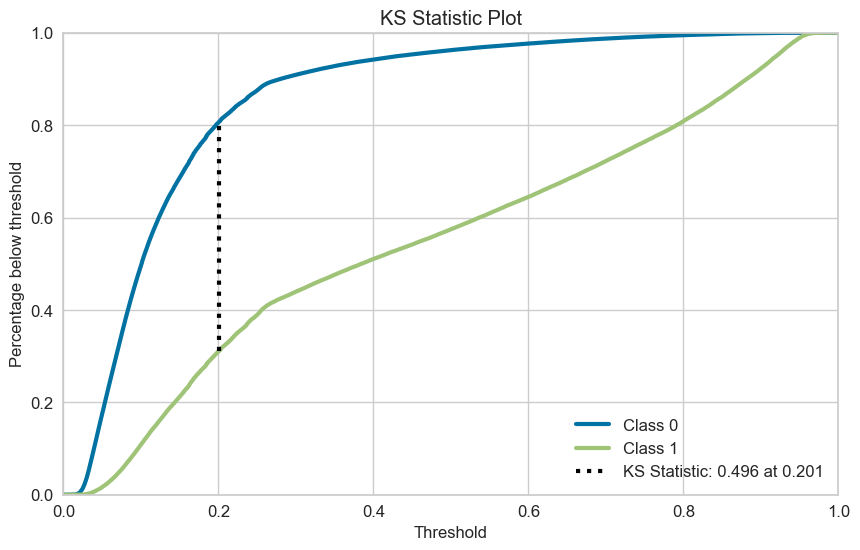 KS Statistic Plot
1.0
0.8
0.6
0.4
0.2
0.0
Percentage below threshold
0.0 0.2 0.4 0.6 0.8 1.0
Threshold
Class 0
Class 1
KS Statistic: 0.496 at 0.201